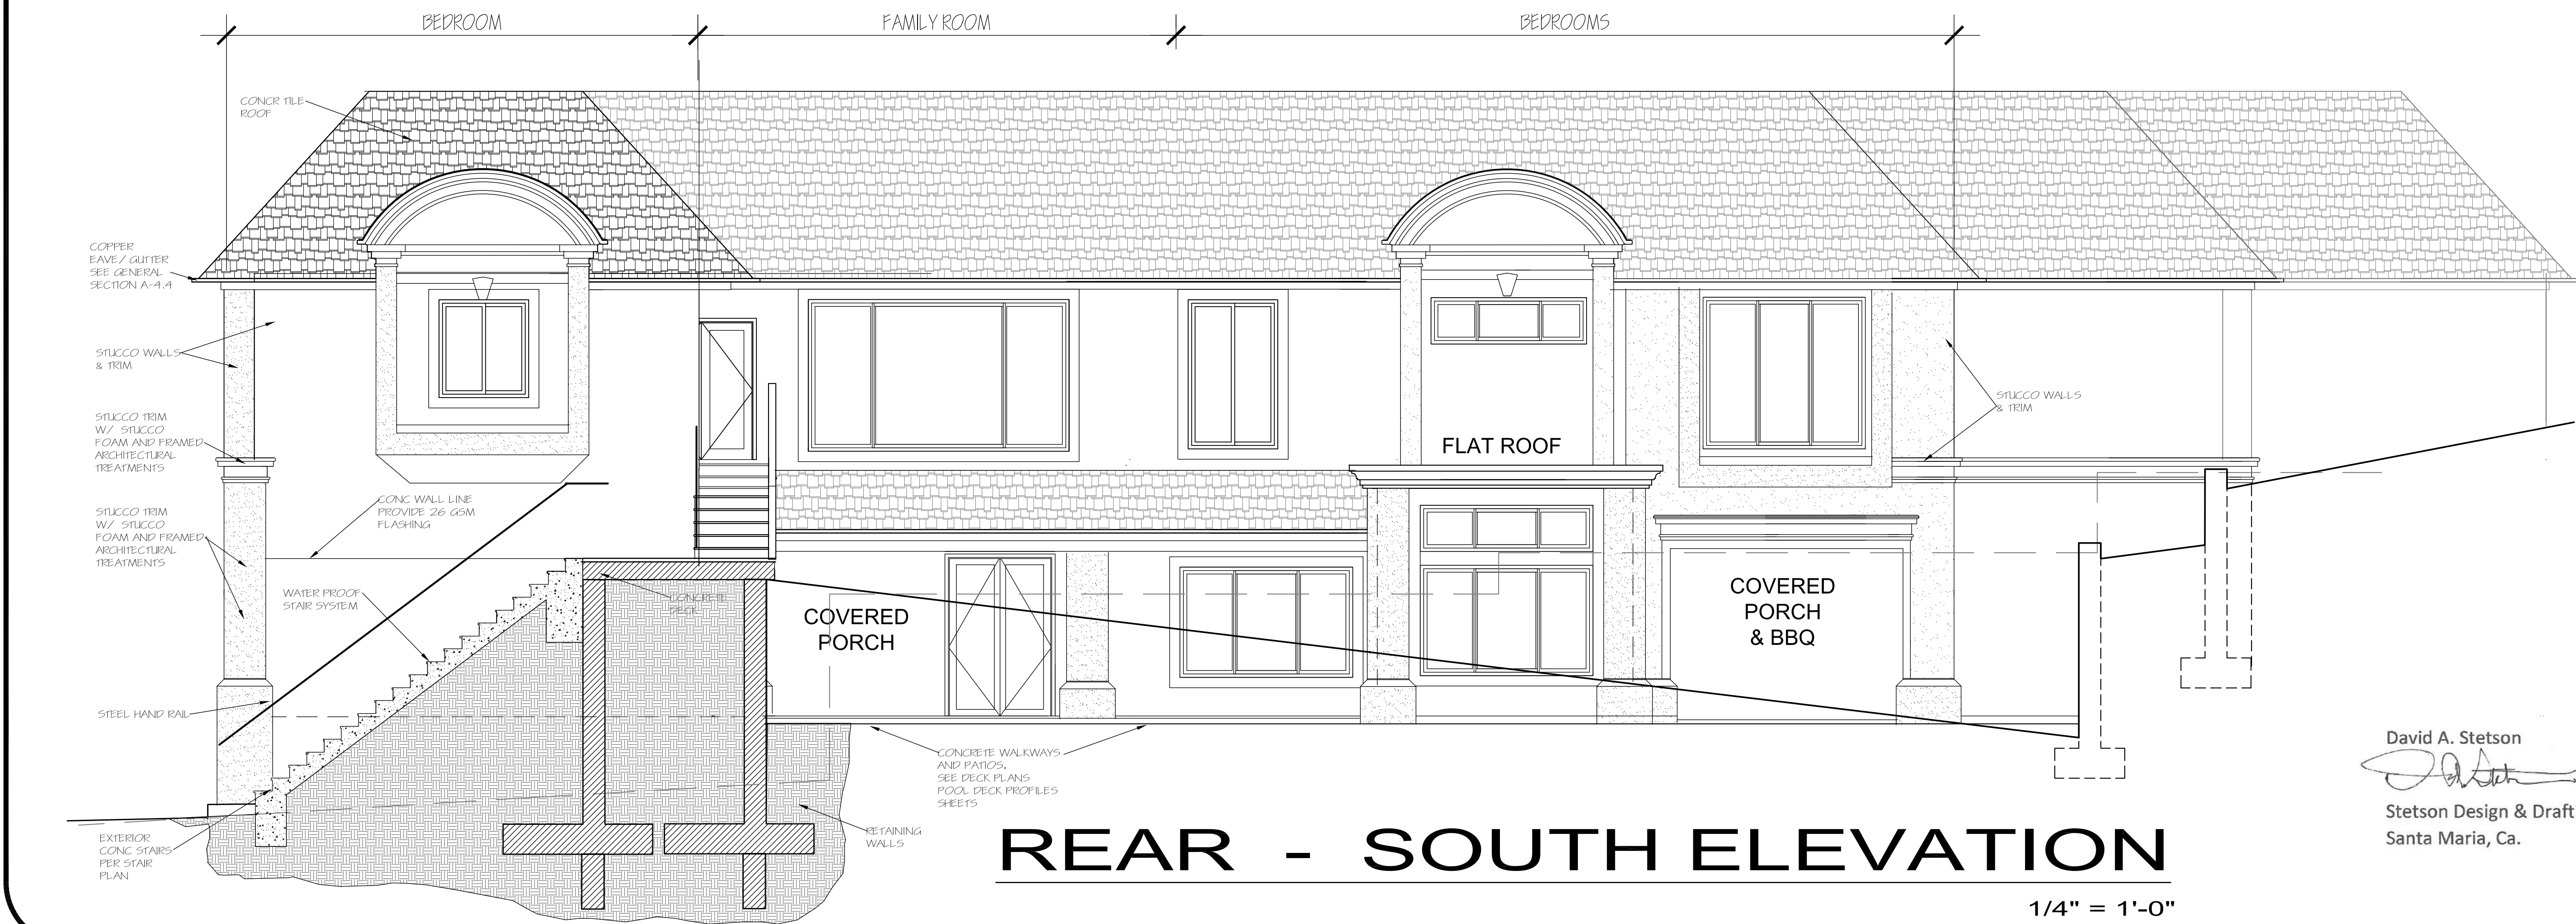 BEDROOM
FAMILY ROOM
BEDROOMS
CONCR TILE
ROOF
COPPER
EAVE/ GUTTER
SEE GENERAL
SECTION A-4.4
STUCCO WALLS
& TRIM
STUCCO TRIM
W/ STUCCO
FOAM AND FRAMED
ARCHITECTURAL
TREATMENTS
STUCCO TRIM
W/ STUCCO
FOAM AND FRAMED
ARCHITECTURAL
TREATMENTS
CONC WALL LINE
PROVIDE 26 GSM
FLASHING
WATER PROOF
STAIR SYSTEM
STEEL HAND RAIL
EXTERIOR
CONC STAIRS
PER STAIR
PLAN
CONCRETE
DECK
COVERED
PORCH
FLAT ROOF
COVERED
PORCH
& BBQ
STUCCO WALLS
& TRIM
CONCRETE WALKWAYS
AND PATIOS.
SEE DECK PLANS
POOL DECK PROFILES
SHEETS
RETAINING
WALLS
REAR - SOUTH ELEVATION
1/4" = 1'-0"
David A. Stetson
Stetson Design & Draft
Santa Maria, Ca.